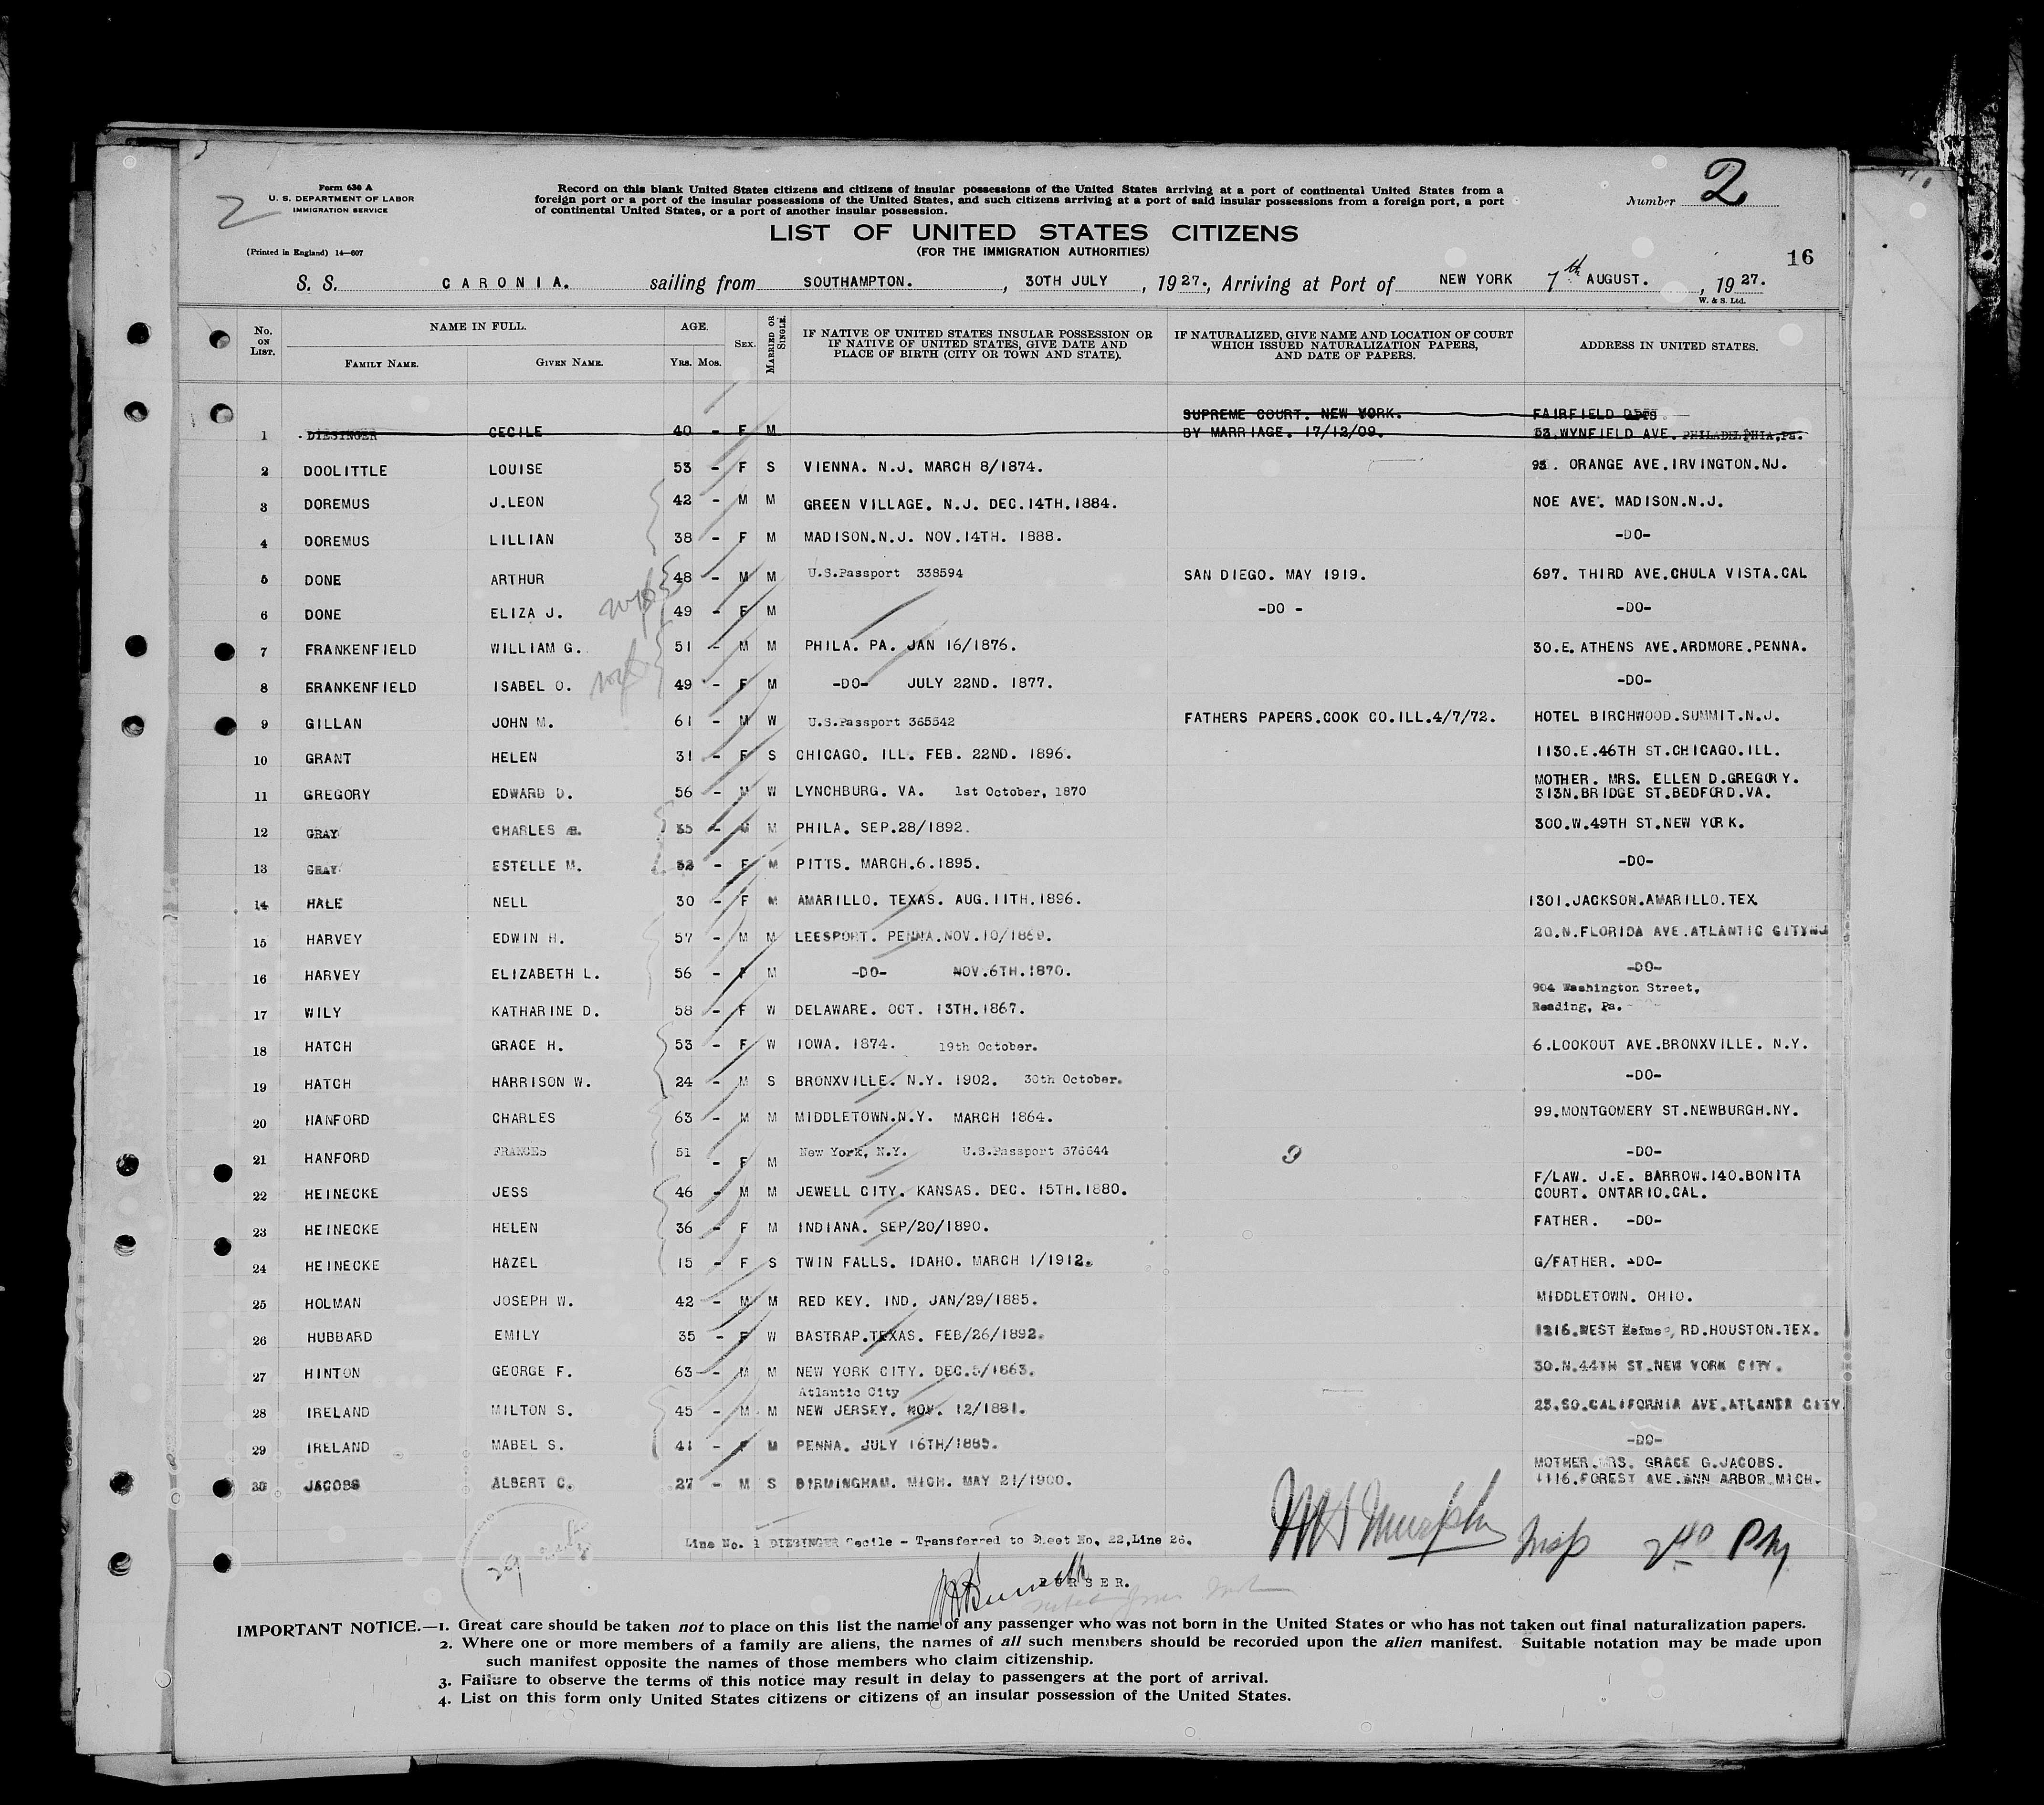 2
Form 630 A
U. S. DEPARTMENT OF LABOR
IMMIGRATION SERVICE
(Printed in England) 14—607
Record on this blank United States citizens and citizens of insular possessions of the United States arriving at a port of continental United States from a
foreign port or a port of the insular possessions of the United States, and such citizens arriving at a port of said insular possessions from a foreign port, a port
of continental United States, or a port of another insular possession.
Number 2
LIST OF UNITED STATES CITIZENS
(FOR THE IMMIGRATION AUTHORITIES)
16
S. S. CARONIA. sailing from SOUTHAMPTON. , 30TH JULY , 1927., Arriving at Port of NEW YORK 7th AUGUST. , 1927.
W. & S. Ltd.
No. ON LIST. NAME IN FULL. FAMILY NAME. GIVEN NAME. AGE. Yrs. Mos. SEX. MARRIED OR SINGLE. IF NATIVE OF UNITED STATES INSULAR POSSESSION OR IF NATIVE OF UNITED STATES, GIVE DATE AND PLACE OF BIRTH (CITY OR TOWN AND STATE). IF NATURALIZED, GIVE NAME AND LOCATION OF COURT WHICH ISSUED NATURALIZATION PAPERS, AND DATE OF PAPERS. ADDRESS IN UNITED STATES.
SUPREME COURT. NEW YORK. FAIRFIELD
1 DIESINGER CECILE 40 - F M BY MARRIAGE. 17/12/09. WYNFIELD AVE. PHILADELPHIA,Pa.
2 DOOLITTLE LOUISE 53 - F S VIENNA. N.J. MARCH 8/1874. 95. ORANGE AVE.IRVINGTON.NJ.
3 DOREMUS J.LEON 42 - M M GREEN VILLAGE. N.J. DEC.14TH.1884. NOE AVE. MADISON.N.J.
4 DOREMUS LILLIAN 38 - F M MADISON.N.J. NOV.14TH. 1888. -DO-
5 DONE ARTHUR 48 - M M U.S.Passport 338594 SAN DIEGO. MAY 1919. 697. THIRD AVE.CHULA VISTA.CAL
6 DONE ELIZA J. 49 - F M -DO - -DO-
7 FRANKENFIELD WILLIAM G. 51 - M M PHILA. PA. JAN 16/1876. 30.E.ATHENS AVE.ARDMORE.PENNA.
8 FRANKENFIELD ISABEL O. 49 - F M -DO- JULY 22ND. 1877. -DO-
9 GILLAN JOHN M. 61 - M W U.S.Passport 365542 FATHERS PAPERS.COOK CO.ILL.4/7/72. HOTEL BIRCHWOOD.SUMMIT.N.J.
10 GRANT HELEN 31 - F S CHICAGO. ILL. FEB. 22ND. 1896. 1130.E.46TH ST.CHICAGO.ILL.
MOTHER. MRS. ELLEN D.GREGORY.
11 GREGORY EDWARD D. 56 - M W LYNCHBURG. VA. 1st October, 1870 313N.BRIDGE ST.BEDFORD.VA.
12 GRAY CHARLES 35 - M PHILA. SEP.28/1892. 300.W.49TH ST.NEW YORK.
13 GRAY ESTELLE M. 32 - F M PITTS. MARCH.6.1895. -DO-
14 HALE NELL 30 - F M AMARILLO. TEXAS. AUG.11TH.1896. 1301.JACKSON.AMARILLO.TEX
15 HARVEY EDWIN H. 57 - M M LEESPORT. PENNA.NOV.10/1869. 20.N.FLORIDA AVE.ATLANTIC CITY NJ
16 HARVEY ELIZABETH L. 56 - F M -DO- NOV.6TH.1870. -DO-
904 Washington Street,
17 WILY KATHARINE D. 58 - F W DELAWARE. OCT. 13TH.1867. Reading, Pa.
18 HATCH GRACE H. 53 - F W IOWA. 1874. 19th October. 6.LOOKOUT AVE.BRONXVILLE. N.Y.
19 HATCH HARRISON W. 24 - M S BRONXVILLE. N.Y. 1902. 30th October. -DO-
20 HANFORD CHARLES 63 - M M MIDDLETOWN.N.Y. MARCH 1864. 99.MONTGOMERY ST.NEWBURGH.NY.
21 HANFORD FRANCES 51 - F M New York, N.Y. U.S.Passport 376644 9 -DO-
F/LAW. J.E. BARROW.140.BONITA
22 HEINECKE JESS 46 - M M JEWELL CITY. KANSAS. DEC. 15TH.1880. COURT. ONTARIO.CAL.
23 HEINECKE HELEN 36 - F M INDIANA. SEP/20/1890. FATHER. -DO-
24 HEINECKE HAZEL 15 - F S TWIN FALLS. IDAHO. MARCH 1/1912. G/FATHER. -DO-
25 HOLMAN JOSEPH W. 42 - M M RED KEY. IND. JAN/29/1885. MIDDLETOWN. OHIO.
26 HUBBARD EMILY 35 - F W BASTRAP.TEXAS. FEB/26/1892. 1216.WEST RD.HOUSTON.TEX.
27 HINTON GEORGE F. 63 - M M NEW YORK CITY. DEC.5/1863. 30.N.44TH ST.NEW YORK CITY.
Atlantic City
28 IRELAND MILTON S. 45 - M M NEW JERSEY. NOV. 12/1881. 23.SO.CALIFORNIA AVE.ATLANTA CITY
29 IRELAND MABEL S. 41 - F M PENNA. JULY 16TH/1885. -DO-
MOTHER.MRS. GRACE G.JACOBS.
30 JACOBS ALBERT C. 27 - M S BIRMINGHAM. MICH. MAY 21/1900. 1116.FOREST AVE.ANN ARBOR.MICH.
Line No. 1 DIESINGER Cecile - Transferred to Sheet No. 22,Line 26.
Murphy Insp
PURSER.
IMPORTANT NOTICE.—1. Great care should be taken not to place on this list the name of any passenger who was not born in the United States or who has not taken out final naturalization papers.
2. Where one or more members of a family are aliens, the names of all such members should be recorded upon the alien manifest. Suitable notation may be made upon
such manifest opposite the names of those members who claim citizenship.
3. Failure to observe the terms of this notice may result in delay to passengers at the port of arrival.
4. List on this form only United States citizens or citizens of an insular possession of the United States.